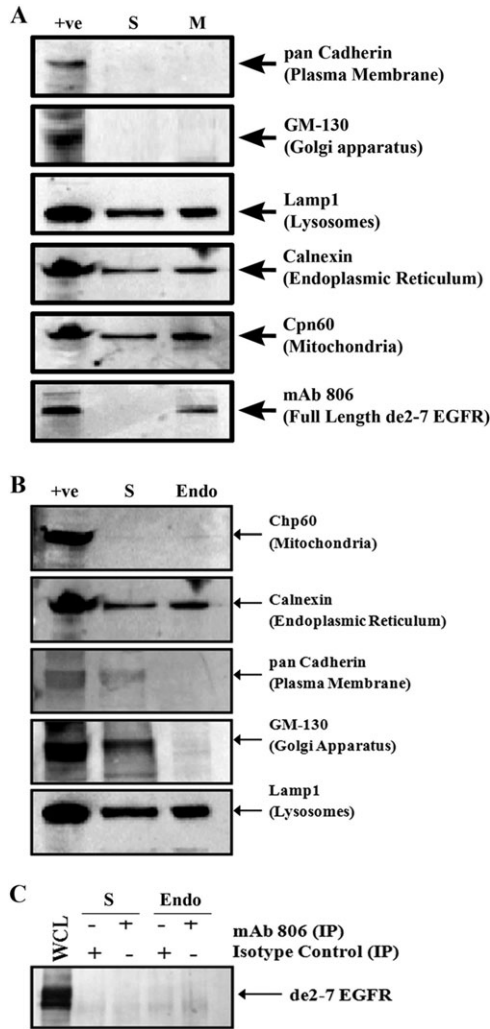 A
+ve S M
pan Cadherin
(Plasma Membrane)
GM-130
(Golgi apparatus)
Lamp1
(Lysosomes)
Calnexin
(Endoplasmic Reticulum)
Cpn60
(Mitochondria)
mAb 806
(Full Length de2-7 EGFR)
B
+ve S Endo
Chp60
(Mitochondria)
Calnexin
(Endoplasmic Reticulum)
pan Cadherin
(Plasma Membrane)
GM-130
(Golgi Apparatus)
Lamp1
(Lysosomes)
C
WCL
S Endo
- + - + mAb 806 (IP)
+ - + - Isotype Control (IP)
de2-7 EGFR